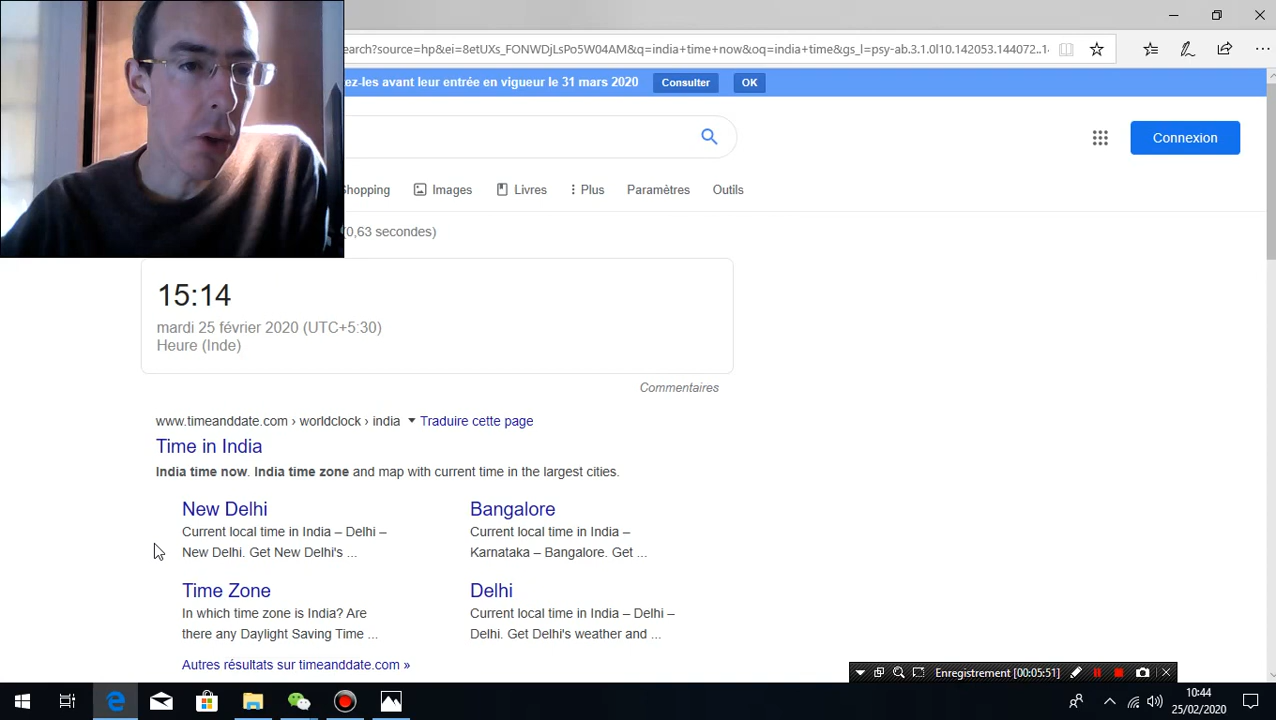 earch?source=hp&ei=8etUXs_FONWDjLsPo5W04AM&q=india+time+now&oq=india+time&gs_l=psy-ab.3.1.0l10.142053.144072..1
tez-les avant leur entrée en vigueur le 31 mars 2020 Consulter OK
Connexion
Shopping Images Livres Plus Paramètres Outils
(0,63 secondes)
15:14
mardi 25 février 2020 (UTC+5:30)
Heure (Inde)
Commentaires
www.timeanddate.com › worldclock › india Traduire cette page
Time in India
India time now. India time zone and map with current time in the largest cities.
New Delhi
Current local time in India – Delhi –
New Delhi. Get New Delhi's ...
Bangalore
Current local time in India –
Karnataka – Bangalore. Get ...
Time Zone
In which time zone is India? Are
there any Daylight Saving Time ...
Delhi
Current local time in India – Delhi –
Delhi. Get Delhi's weather and ...
Autres résultats sur timeanddate.com »
Enregistrement [00:05:51]
10:44
25/02/2020